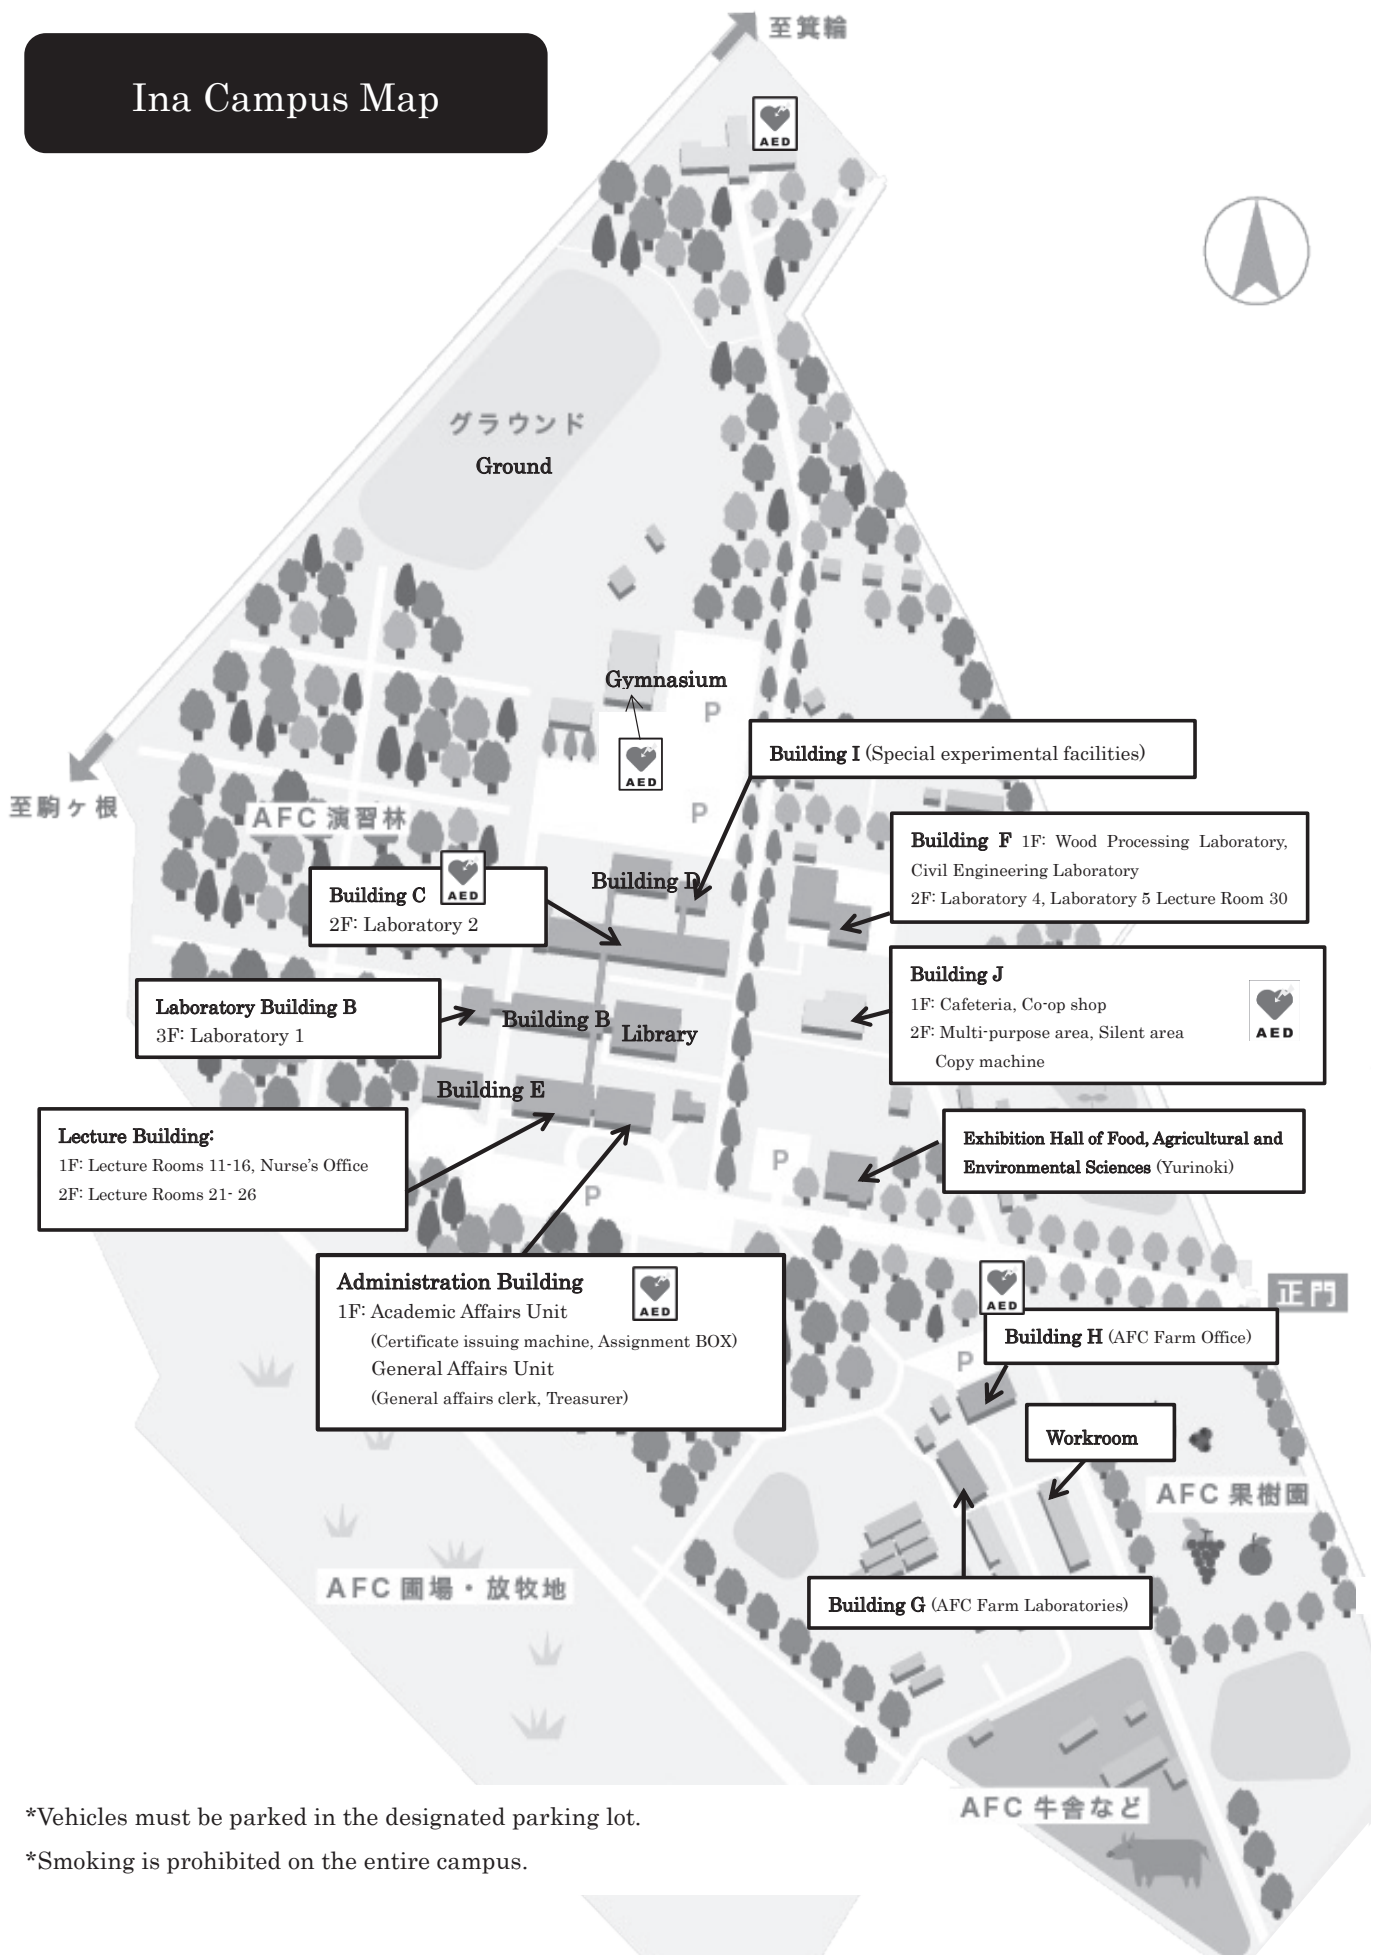 至箕輪
Ina Campus Map
AED
グラウンド
Ground
Gymnasium
P
AED
Building I (Special experimental facilities)
至駒ヶ根
AFC 演習林
P
Building F 1F: Wood Processing Laboratory,
Civil Engineering Laboratory
2F: Laboratory 4, Laboratory 5 Lecture Room 30
Building D
Building C
AED
2F: Laboratory 2
Building J
1F: Cafeteria, Co-op shop
2F: Multi-purpose area, Silent area
Copy machine
AED
Laboratory Building B
3F: Laboratory 1
Building B
Library
Building E
Lecture Building:
1F: Lecture Rooms 11-16, Nurse's Office
2F: Lecture Rooms 21- 26
Exhibition Hall of Food, Agricultural and
Environmental Sciences (Yurinoki)
P
P
Administration Building
AED
1F: Academic Affairs Unit
(Certificate issuing machine, Assignment BOX)
General Affairs Unit
(General affairs clerk, Treasurer)
正門
AED
Building H (AFC Farm Office)
P
Workroom
AFC 果樹園
AFC 圃場・放牧地
Building G (AFC Farm Laboratories)
AFC 牛舎など
*Vehicles must be parked in the designated parking lot.
*Smoking is prohibited on the entire campus.